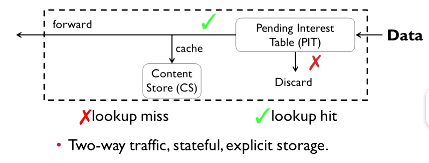 forward
Pending Interest
Table (PIT)
Data
cache
Content
Store (CS)
Discard
lookup miss
lookup hit
• Two-way traffic, stateful, explicit storage.